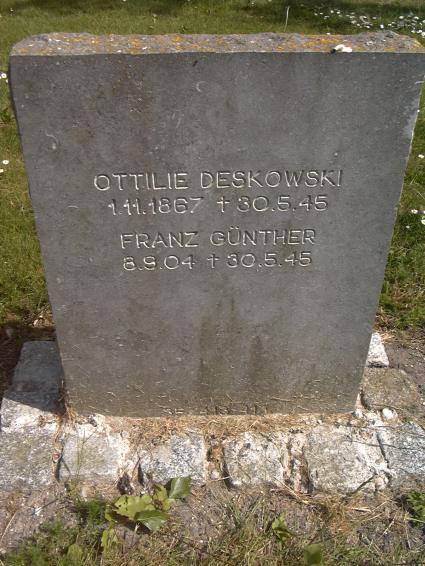 OTTILIE DESKOWSKI
1.11.1867 † 30.5.45
FRANZ GÜNTHER
8.9.04 † 30.5.45